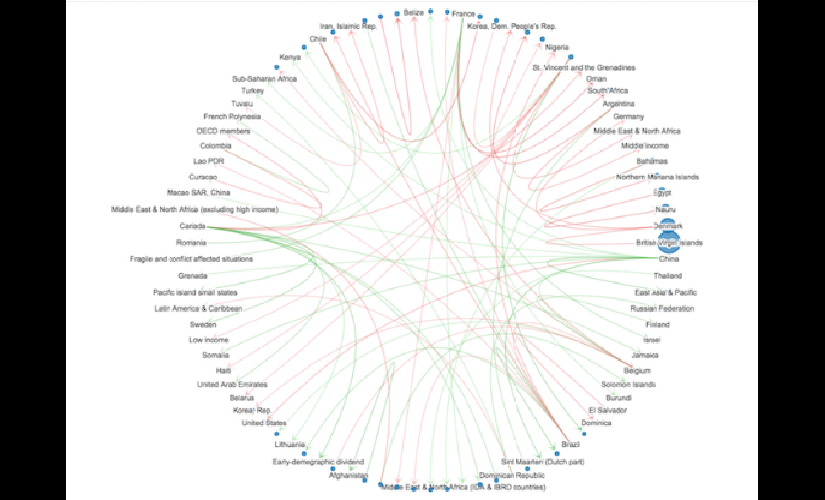 Belize
France
Iran, Islamic Rep.
Korea, Dem. People's Rep.
Chile
Nigeria
Kenya
St. Vincent and the Grenadines
Sub-Saharan Africa
Oman
Turkey
South Africa
Tuvalu
Argentina
French Polynesia
Germany
OECD members
Middle East & North Africa
Colombia
Middle income
Lao PDR
Bahamas
Curacao
Northern Mariana Islands
Macao SAR, China
Egypt
Middle East & North Africa (excluding high income)
Nauru
Canada
Denmark
Romania
British Virgin Islands
Fragile and conflict affected situations
China
Grenada
Thailand
Pacific island small states
East Asia & Pacific
Latin America & Caribbean
Russian Federation
Sweden
Finland
Low income
Israel
Somalia
Jamaica
Haiti
Belgium
United Arab Emirates
Solomon Islands
Belarus
Burundi
Korea, Rep.
El Salvador
United States
Dominica
Lithuania
Brazil
Early-demographic dividend
Sint Maarten (Dutch part)
Afghanistan
Dominican Republic
Middle East & North Africa (IDA & IBRD countries)